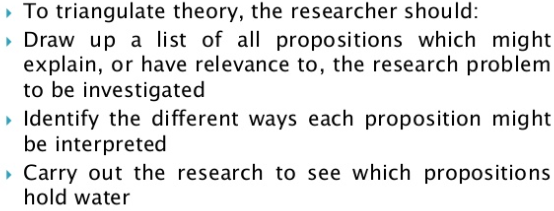 To triangulate theory, the researcher should:
Draw up a list of all propositions which might
explain, or have relevance to, the research problem
to be investigated
Identify the different ways each proposition might
be interpreted
Carry out the research to see which propositions
hold water